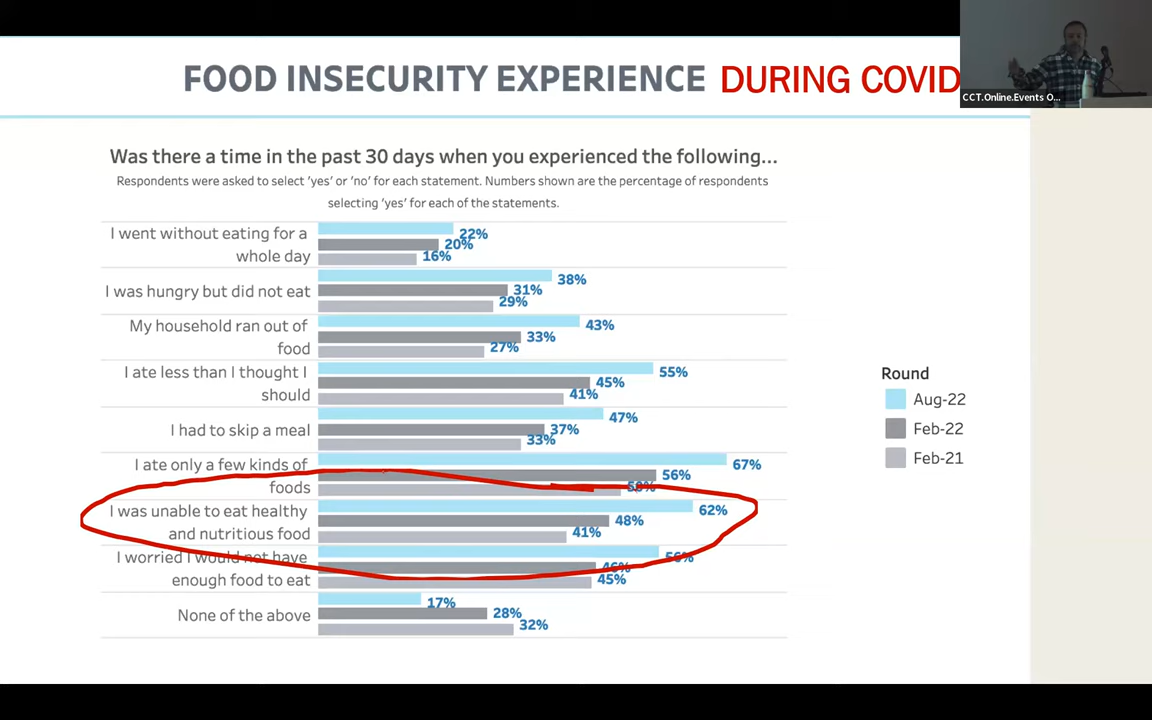 FOOD INSECURITY EXPERIENCE DURING COVID
CCT.Online.Events O...
Was there a time in the past 30 days when you experienced the following...
Respondents were asked to select 'yes' or 'no' for each statement. Numbers shown are the percentage of respondents
selecting 'yes' for each of the statements.
I went without eating for a
whole day
22%
20%
16%
I was hungry but did not eat
38%
31%
29%
My household ran out of
food
43%
33%
27%
I ate less than I thought I
should
55%
45%
41%
I had to skip a meal
47%
37%
33%
I ate only a few kinds of
foods
67%
56%
I was unable to eat healthy
and nutritious food
62%
48%
41%
I worried I would not have
enough food to eat
56%
46%
45%
None of the above
17%
28%
32%
Round
Aug-22
Feb-22
Feb-21